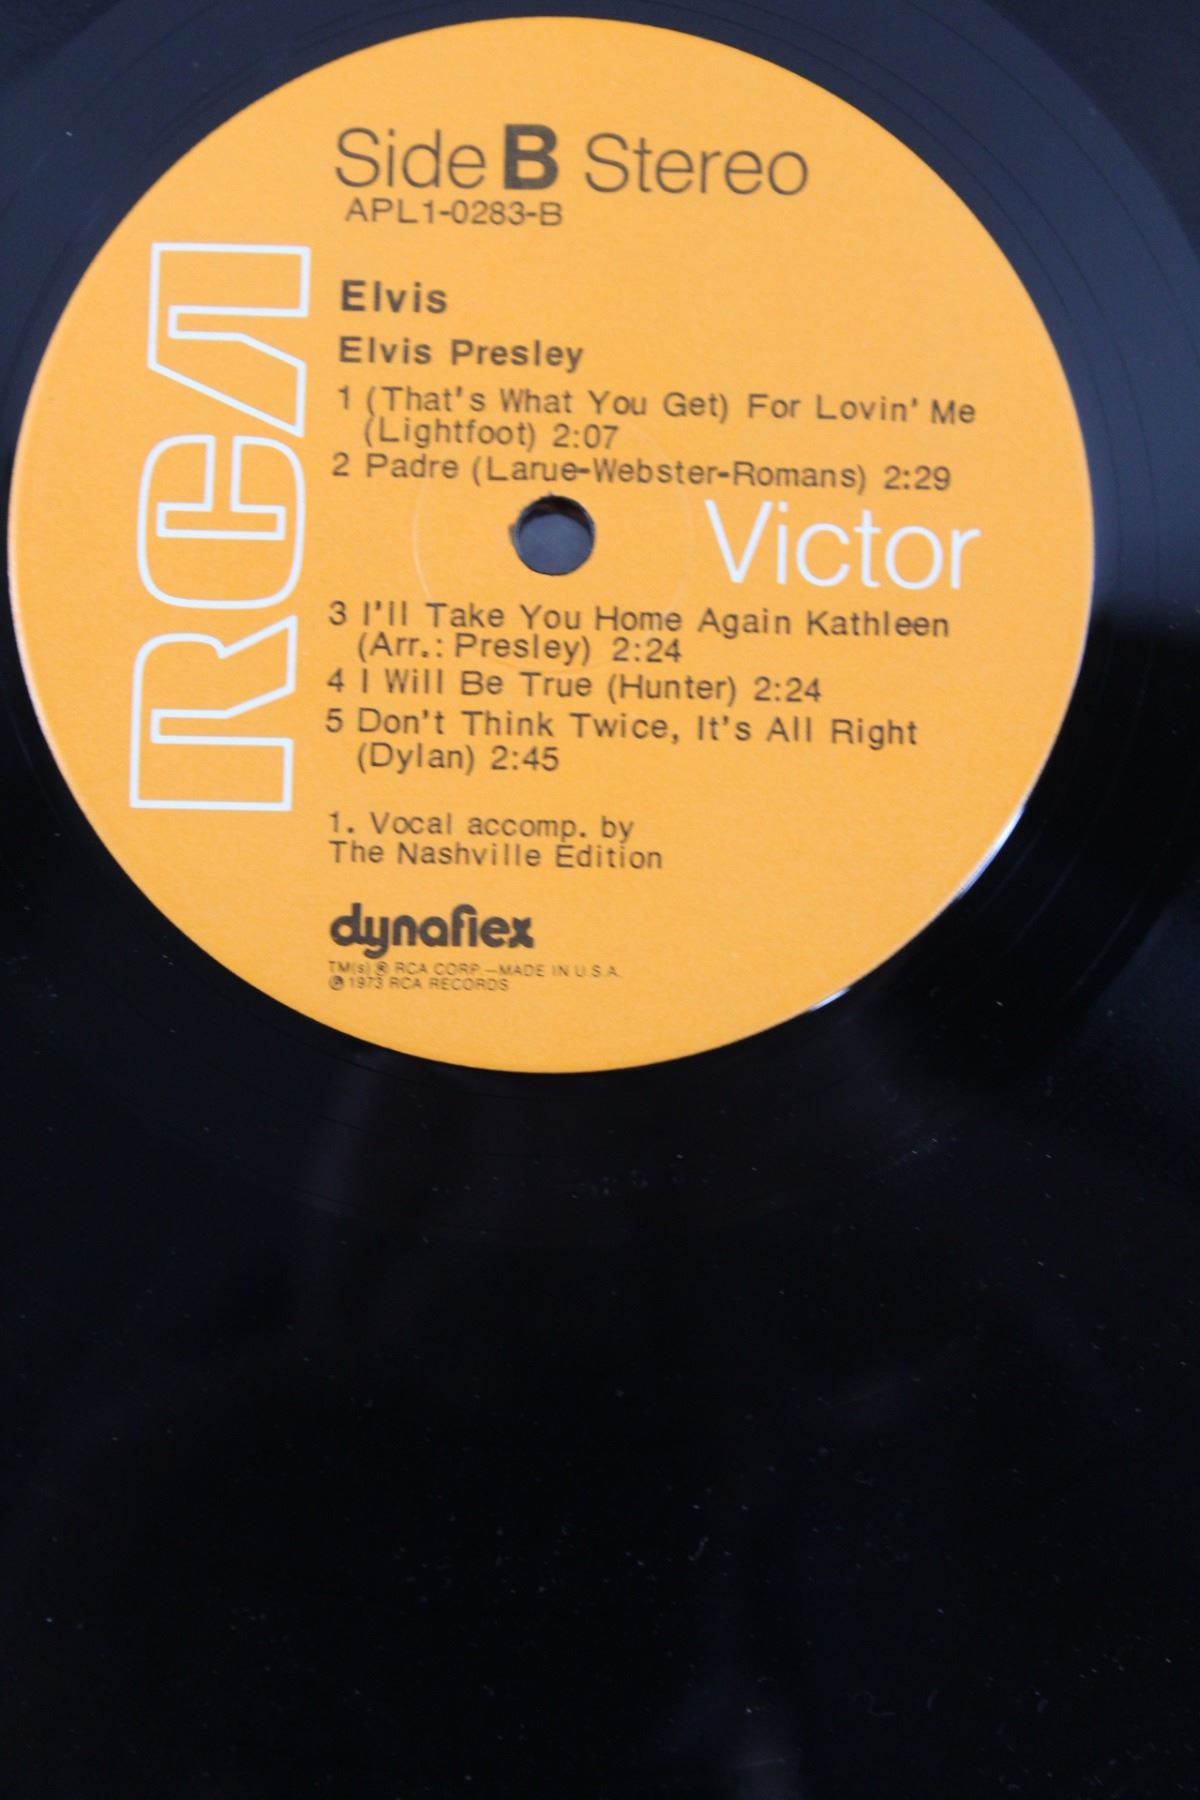 Side B Stereo
APL1-0283-B
RCA
Elvis
Elvis Presley
1 (That's What You Get) For Lovin' Me
(Lightfoot) 2:07
2 Padre (Larue-Webster-Romans) 2:29
Victor
3 I'll Take You Home Again Kathleen
(Arr.: Presley) 2:24
4 I Will Be True (Hunter) 2:24
5 Don't Think Twice, It's All Right
(Dylan) 2:45
1. Vocal accomp. by
The Nashville Edition
dynaflex
TM(s) ® RCA CORP.—MADE IN U.S.A.
℗ 1973 RCA RECORDS